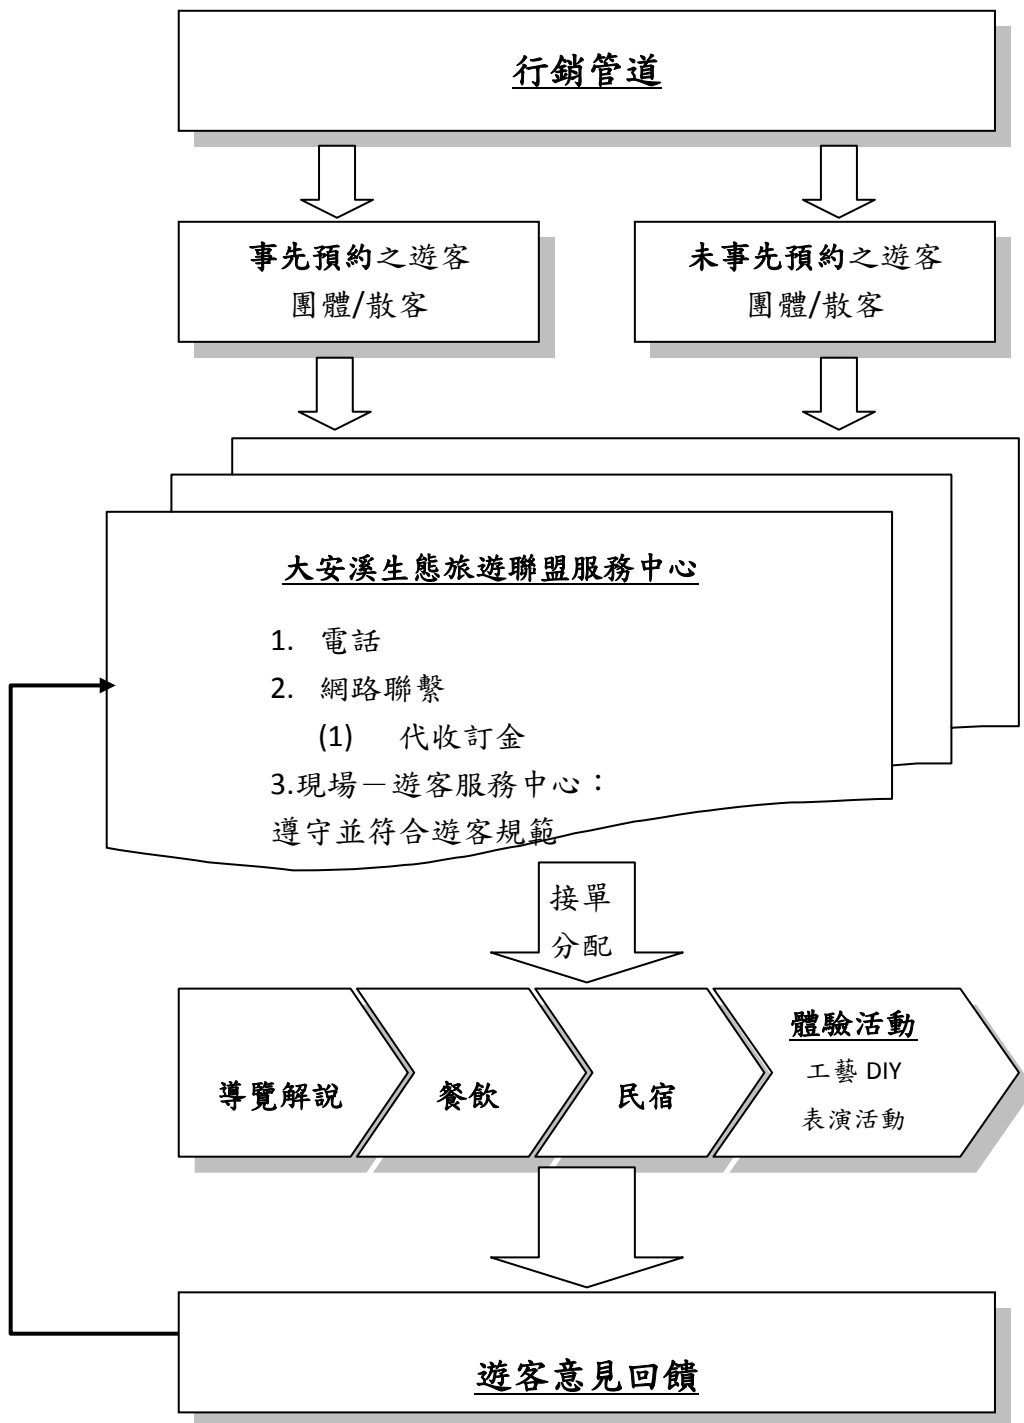 行銷管道
事先預約之遊客
團體/散客
未事先預約之遊客
團體/散客
大安溪生態旅遊聯盟服務中心
1. 電話
2. 網路聯繫
(1) 代收訂金
3.現場－遊客服務中心：
遵守並符合遊客規範
接單
分配
導覽解說
餐飲
民宿
體驗活動
工藝 DIY
表演活動
遊客意見回饋